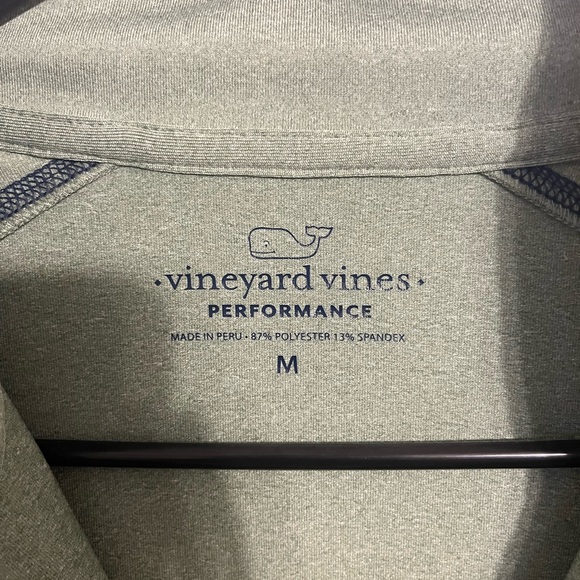 • vineyard vines •
PERFORMANCE
MADE IN PERU • 87% POLYESTER 13% SPANDEX
M